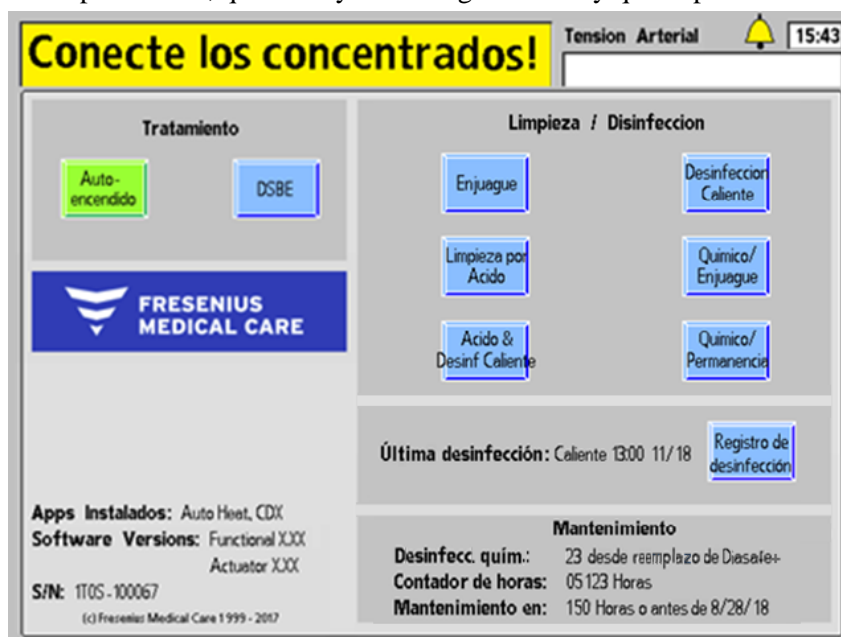 Conecte los concentrados!
Tension Arterial
15:43
Tratamiento
Auto-
encendido
DSBE
FRESENIUS
MEDICAL CARE
Limpieza / Disinfeccion
Enjuague
Desinfeccion
Caliente
Limpieza por
Acido
Quimico/
Enjuague
Acido &
Desinf Caliente
Quimico/
Permanencia
Última desinfección: Caliente 13:00 11/18
Registro de
desinfección
Apps Instalados: Auto Heat, CDX
Software Versions: Functional X.XX
Actuator X.XX
S/N: 1T0S-100067
(c) Fresenius Medical Care 1999 - 2017
Mantenimiento
Desinfecc. quím.: 23 desde reemplazo de Diasafe+
Contador de horas: 05123 Horas
Mantenimiento en: 150 Horas o antes de 8/28/18